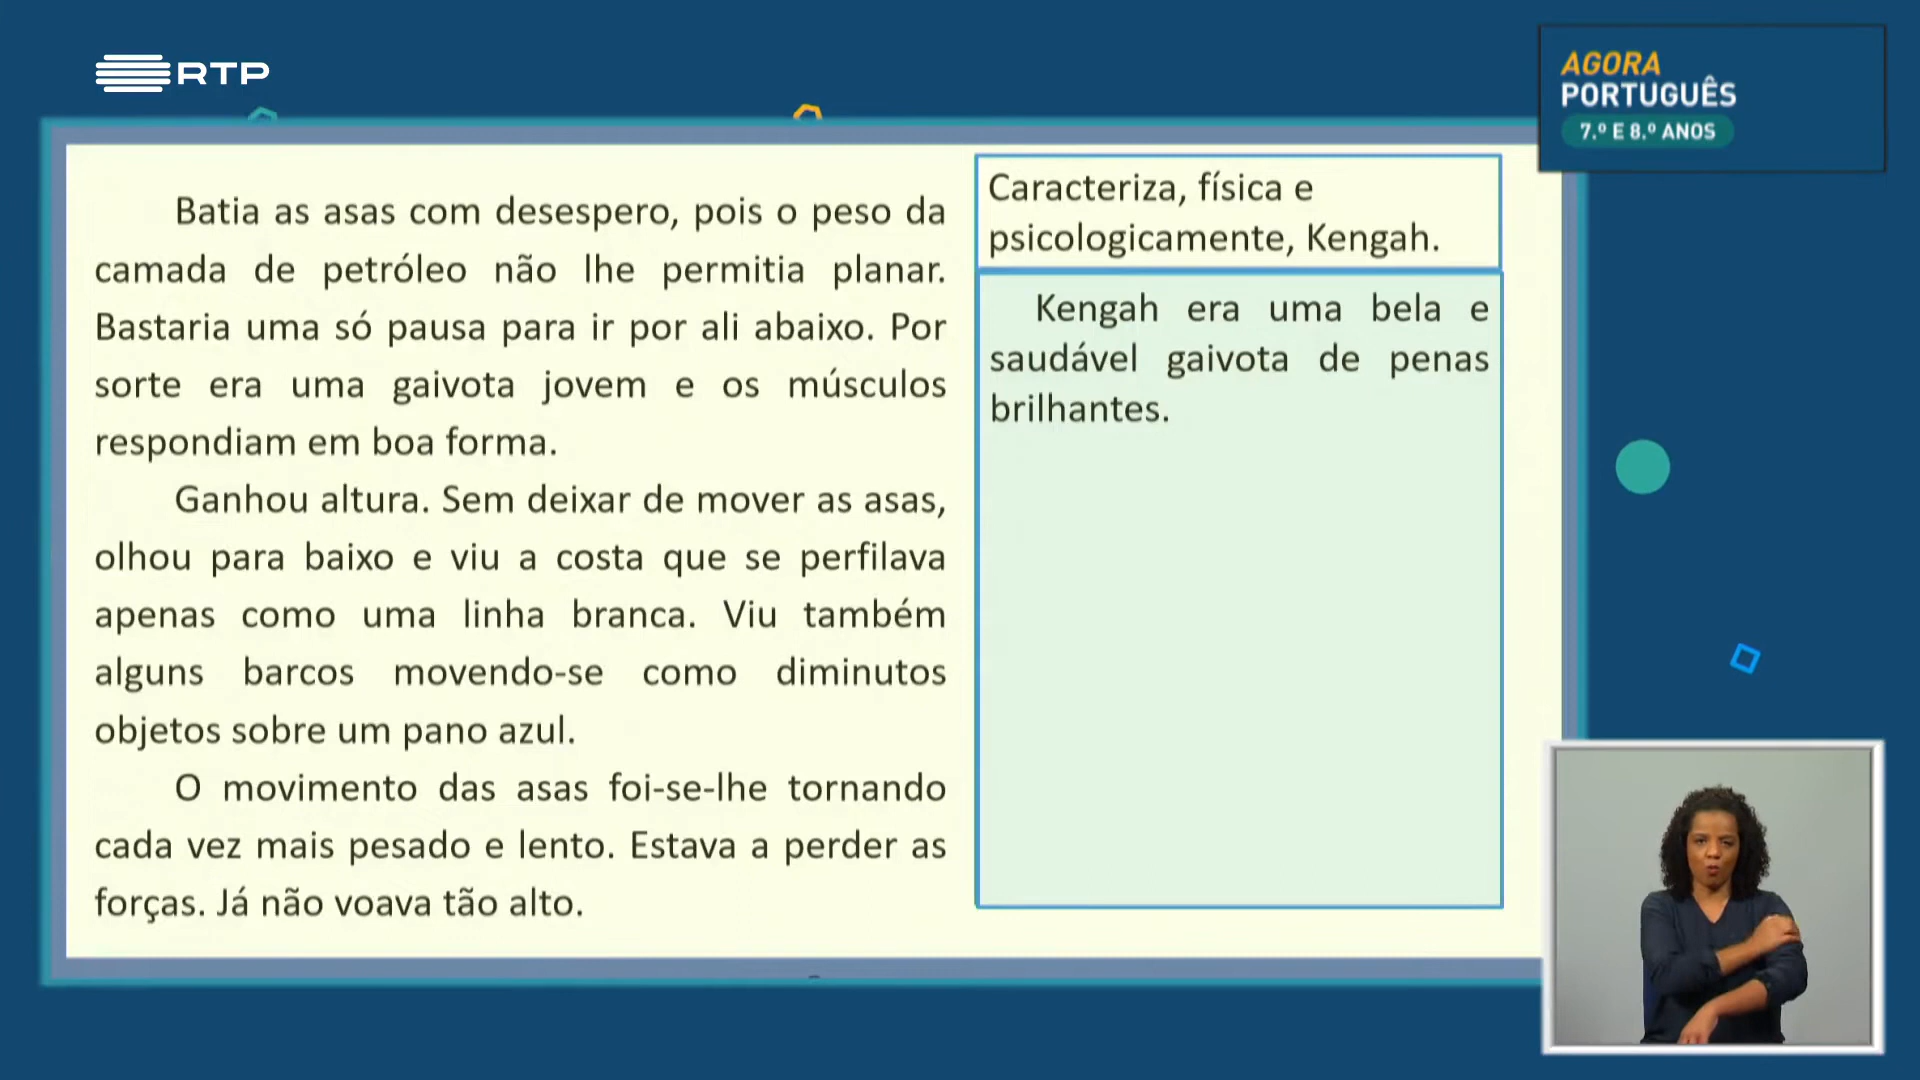 RTP
AGORA
PORTUGUÊS
7.º E 8.º ANOS
Batia as asas com desespero, pois o peso da
camada de petróleo não lhe permitia planar.
Bastaria uma só pausa para ir por ali abaixo. Por
sorte era uma gaivota jovem e os músculos
respondiam em boa forma.
Ganhou altura. Sem deixar de mover as asas,
olhou para baixo e viu a costa que se perfilava
apenas como uma linha branca. Viu também
alguns barcos movendo-se como diminutos
objetos sobre um pano azul.
O movimento das asas foi-se-lhe tornando
cada vez mais pesado e lento. Estava a perder as
forças. Já não voava tão alto.
Caracteriza, física e
psicologicamente, Kengah.
Kengah era uma bela e
saudável gaivota de penas
brilhantes.